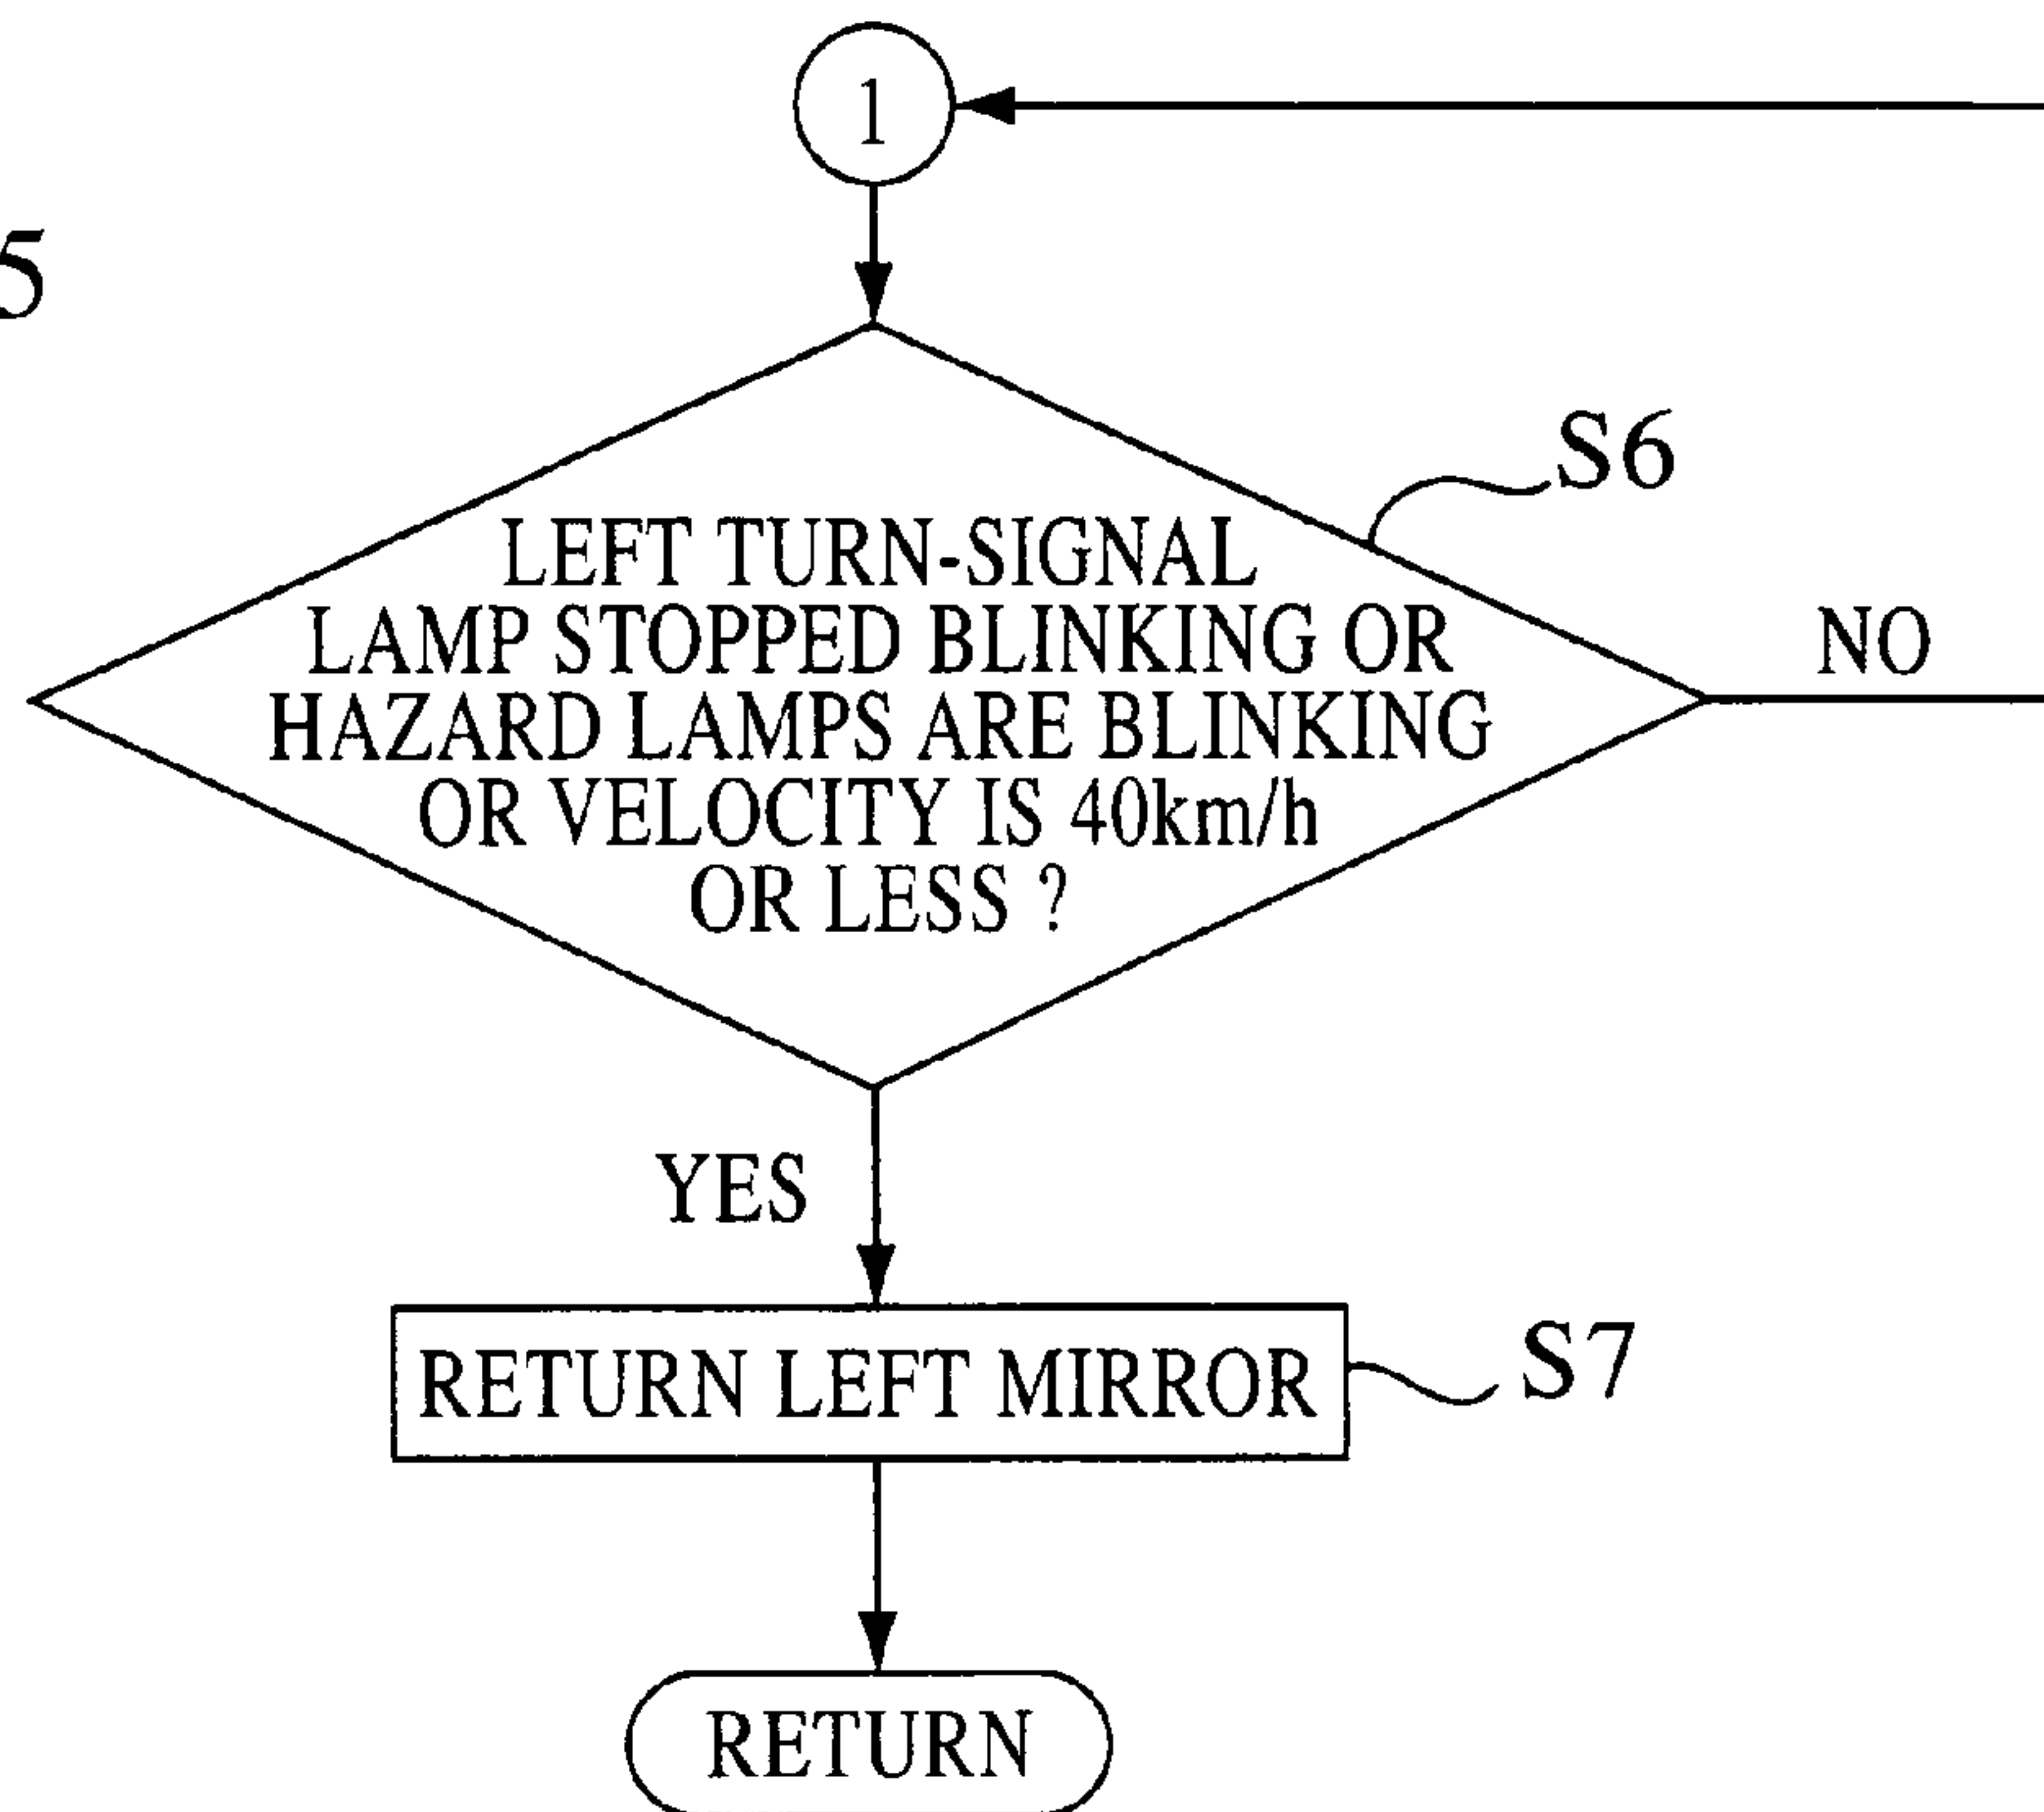 1
5
S6
LEFT TURN-SIGNAL
LAMP STOPPED BLINKING OR
HAZARD LAMPS ARE BLINKING
OR VELOCITY IS 40km/h
OR LESS ?
NO
YES
RETURN LEFT MIRROR
S7
RETURN